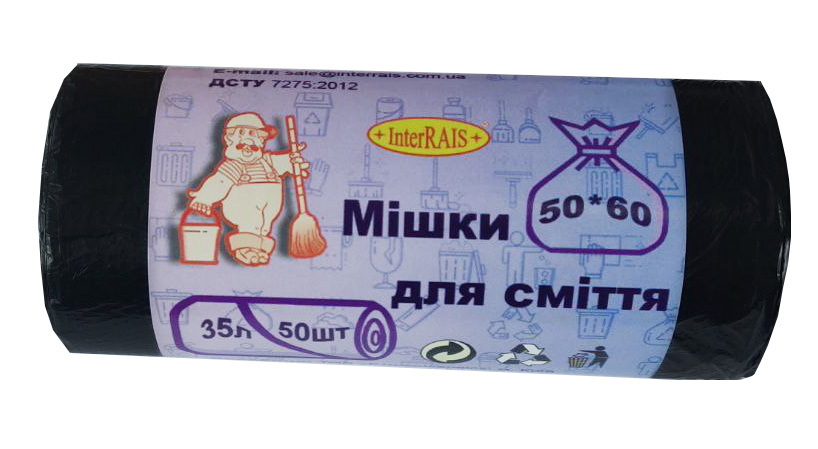 E-mail: sale@interrais.com.ua
ДСТУ 7275:2012
InterRAIS
Мішки
50*60
для сміття
35л 50шт